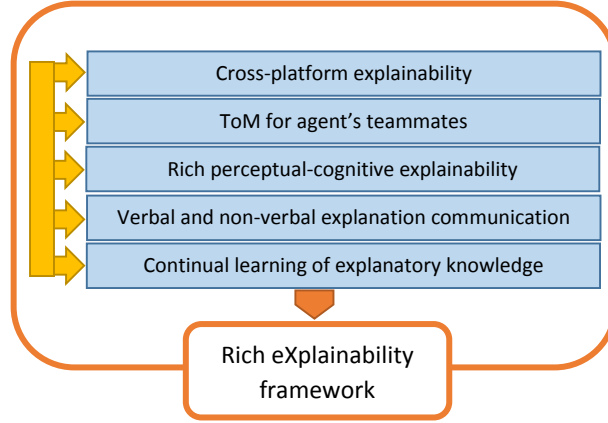 Cross-platform explainability
ToM for agent's teammates
Rich perceptual-cognitive explainability
Verbal and non-verbal explanation communication
Continual learning of explanatory knowledge
Rich eXplainability
framework